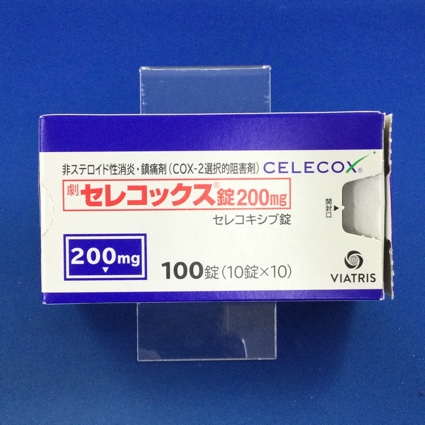 非ステロイド性消炎・鎮痛剤(COX-2選択的阻害剤) CELECOX®
劇 セレコックス®錠200mg
セレコキシブ錠
開封口
200mg
100錠(10錠×10)
VIATRIS